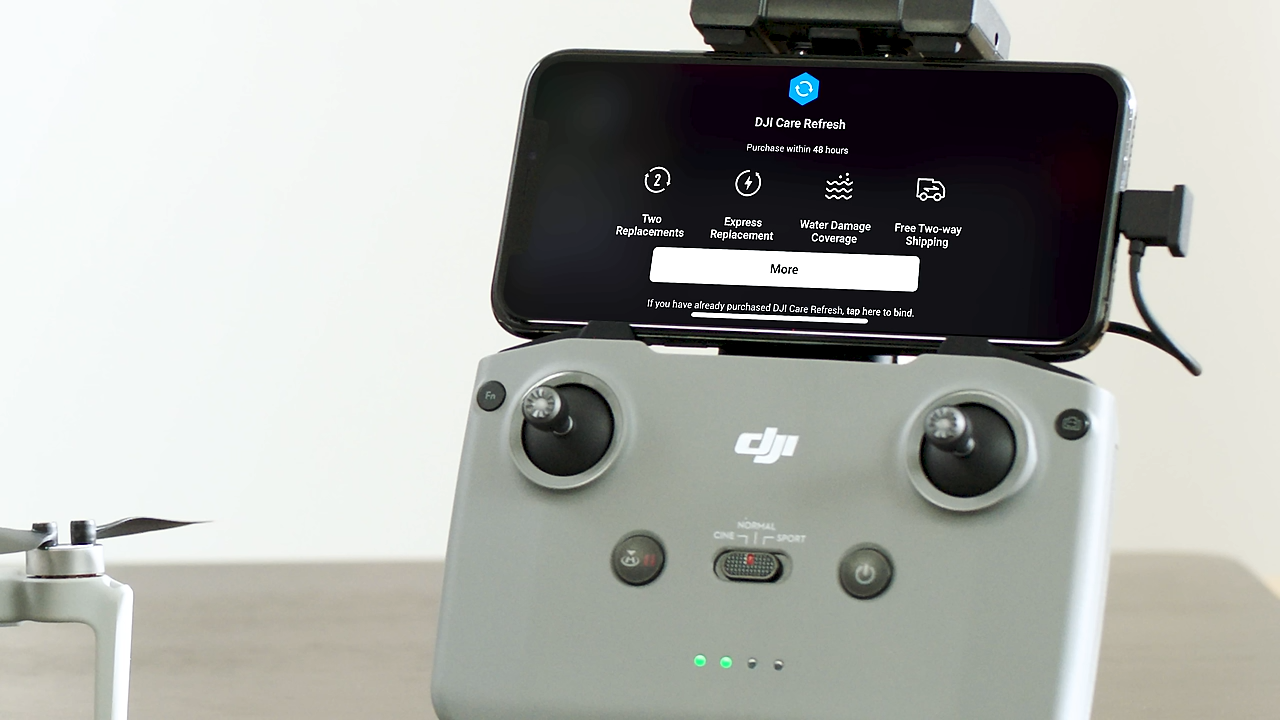 DJI Care Refresh
Purchase within 48 hours
2
Two
Replacements
Express
Replacement
Water Damage
Coverage
Free Two-way
Shipping
More
If you have already purchased DJI Care Refresh, tap here to bind.
Fn
dji
NORMAL
CINE
SPORT